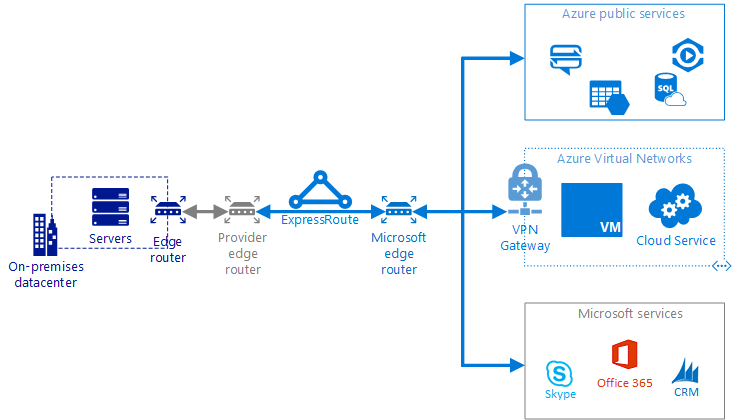 Azure public services
SQL
Azure Virtual Networks
VM
VPN
Gateway
Cloud Service
Servers
Edge
router
On-premises
datacenter
Provider
edge
router
ExpressRoute
Microsoft
edge
router
Microsoft services
Skype
Office 365
CRM